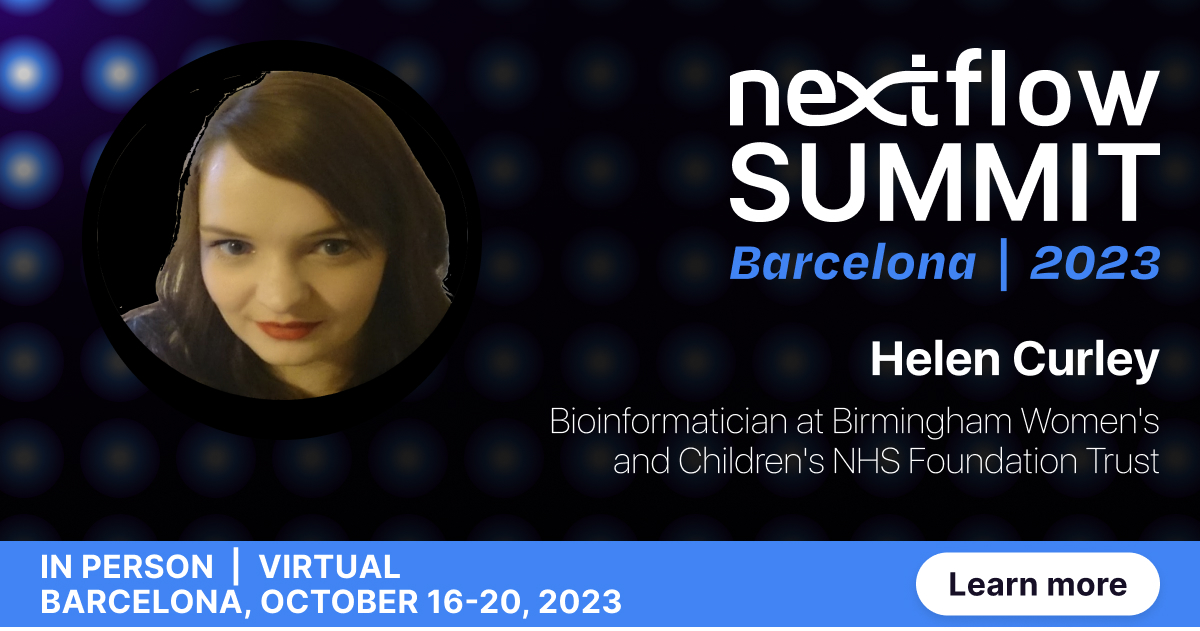 nextflow
SUMMIT
Barcelona | 2023
Helen Curley
Bioinformatician at Birmingham Women's
and Children's NHS Foundation Trust
IN PERSON | VIRTUAL
BARCELONA, OCTOBER 16-20, 2023
Learn more